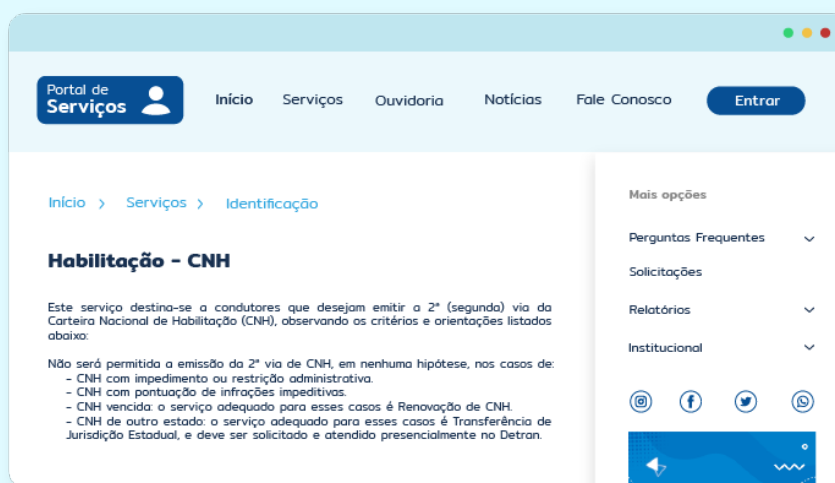 Portal de
Serviços
Início Serviços Ouvidoria Notícias Fale Conosco Entrar
Início > Serviços > Identificação
Habilitação - CNH
Este serviço destina-se a condutores que desejam emitir a 2ª (segunda) via da
Carteira Nacional de Habilitação (CNH), observando os critérios e orientações listados
abaixo:
Não será permitida a emissão da 2ª via de CNH, em nenhuma hipótese, nos casos de:
- CNH com impedimento ou restrição administrativa.
- CNH com pontuação de infrações impeditivas.
- CNH vencida: o serviço adequado para esses casos é Renovação de CNH.
- CNH de outro estado: o serviço adequado para esses casos é Transferência de
Jurisdição Estadual, e deve ser solicitado e atendido presencialmente no Detran.
Mais opções
Perguntas Frequentes
Solicitações
Relatórios
Institucional